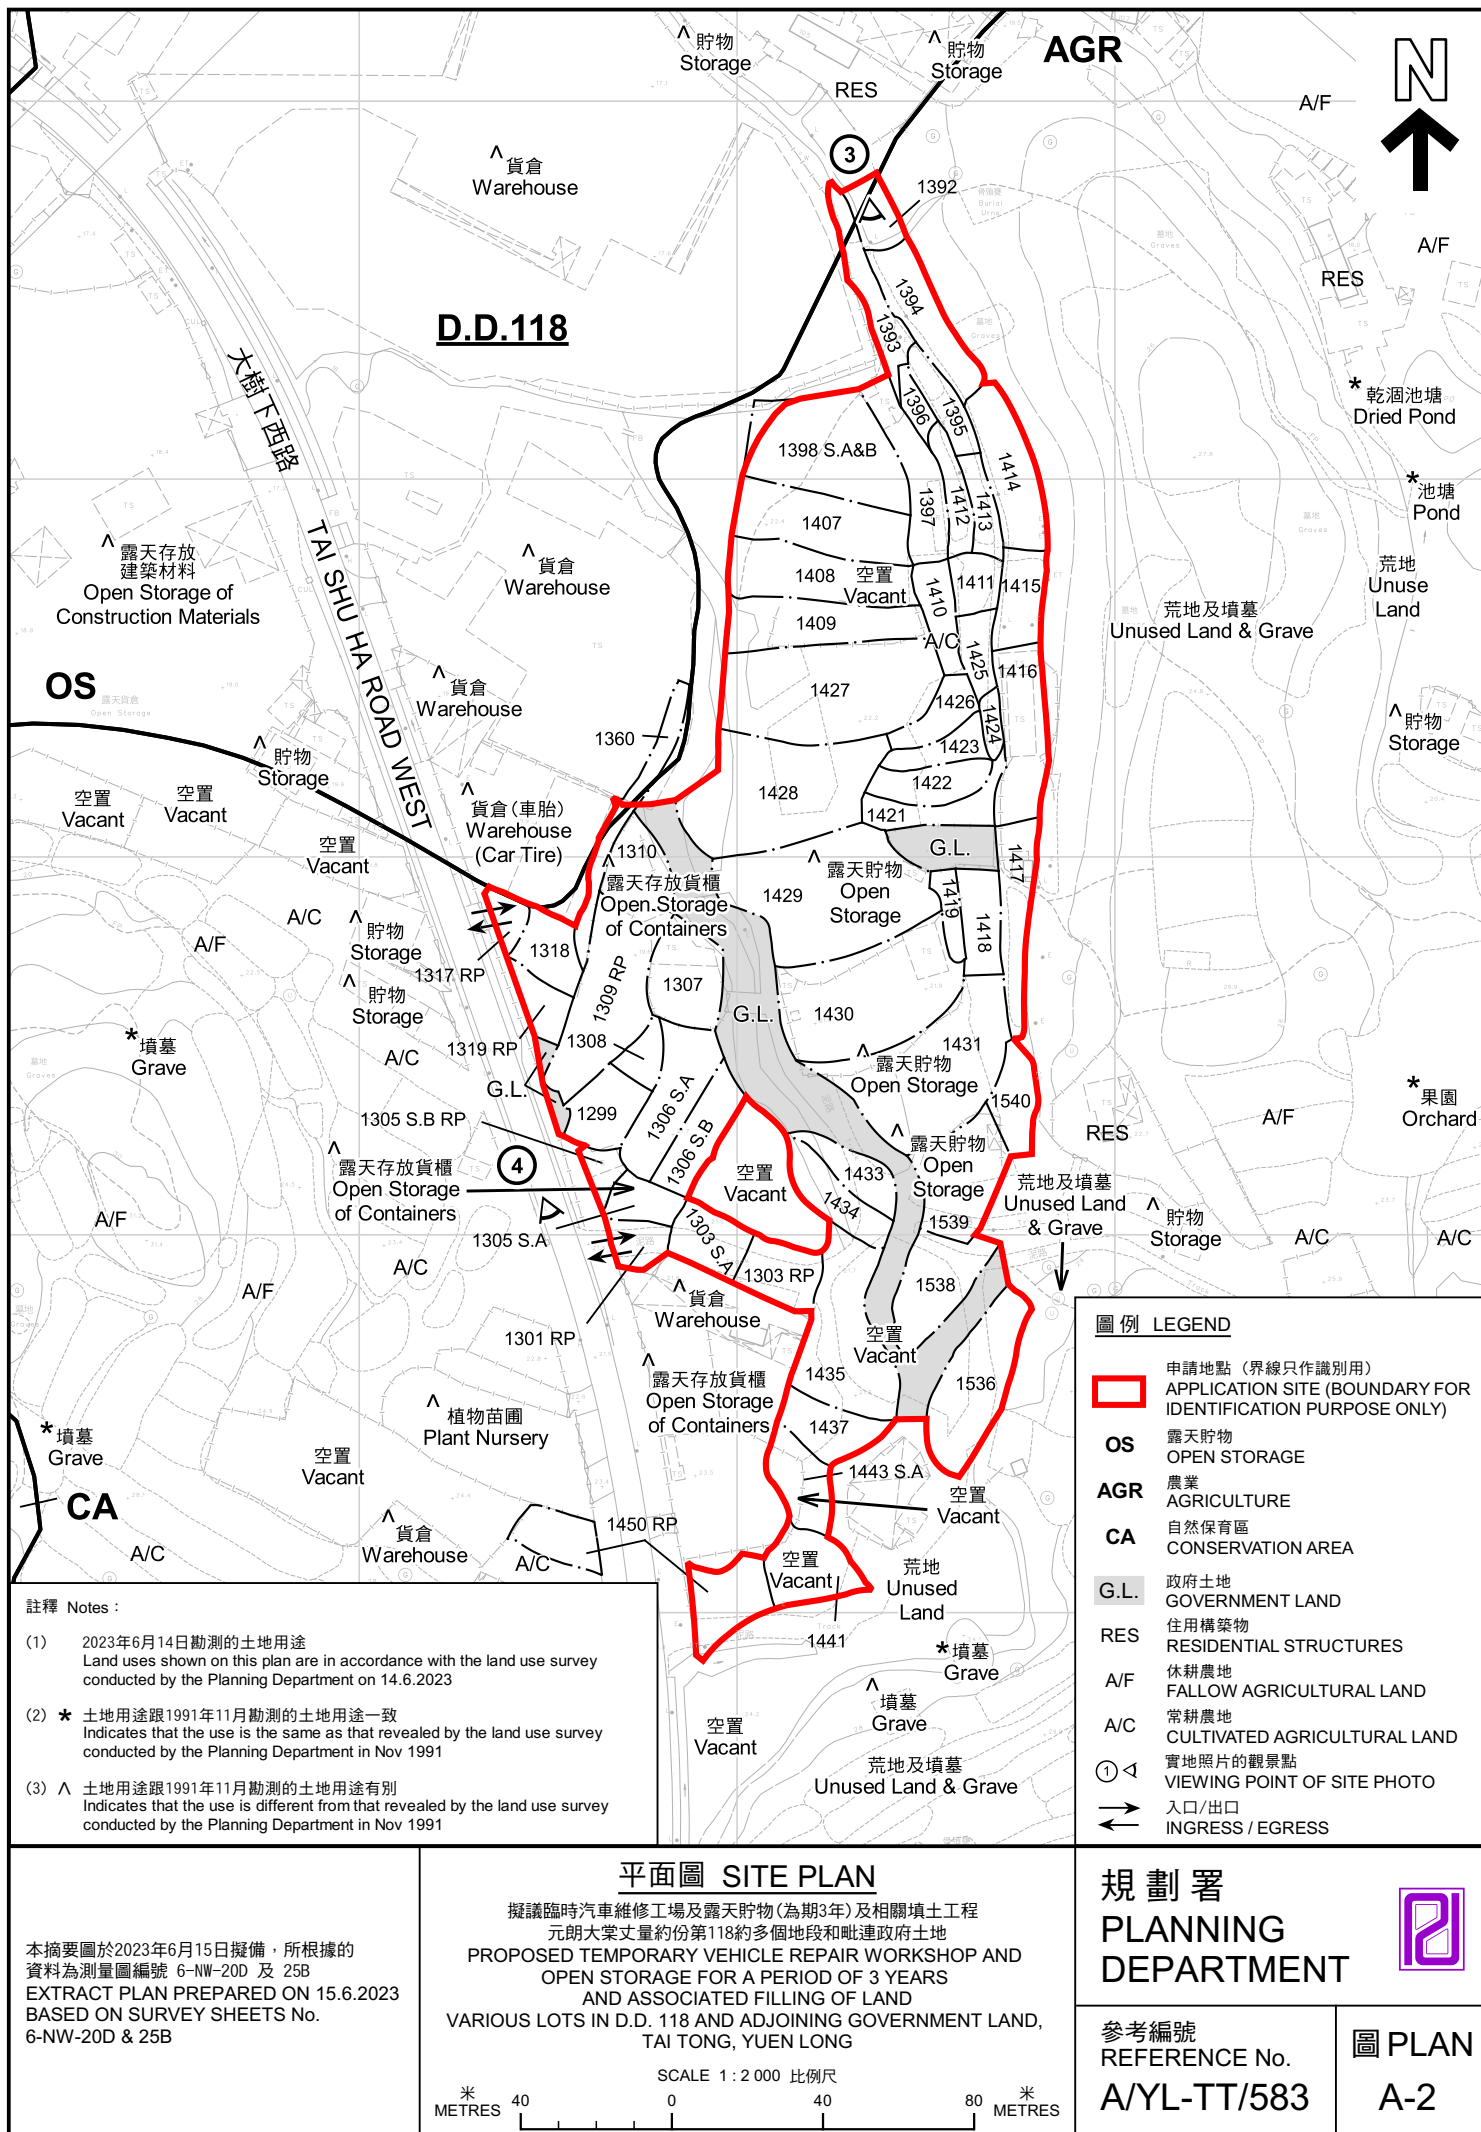 ^ 貯物
Storage
^ 貯物
Storage
AGR
N
RES
A/F
^ 貨倉
Warehouse
3
1392
A/F
RES
D.D.118
1394
1393
大樹下西路
TAI SHU HA ROAD WEST
* 乾涸池塘
Dried Pond
1396
1395
1398 S.A&B
1414
* 池塘
Pond
1397
1412
1413
1407
^ 露天存放
建築材料
Open Storage of
Construction Materials
^ 貨倉
Warehouse
1408
空置
Vacant
1410
1411
1415
荒地
Unuse
Land
荒地及墳墓
Unused Land & Grave
1409
A/C
1425
1416
OS
^ 貨倉
Warehouse
1427
1426
1424
^ 貯物
Storage
1360
^ 貯物
Storage
1423
1422
空置
Vacant
空置
Vacant
^ 貨倉(車胎)
Warehouse
(Car Tire)
1428
1421
空置
Vacant
1310
G.L.
1417
^ 露天存放貨櫃
Open Storage
of Containers
1429
^ 露天貯物
Open
Storage
1419
1418
A/C
A/F
^ 貯物
Storage
1318
1317 RP
^ 貯物
Storage
1309 RP
1307
G.L.
1430
* 墳墓
Grave
A/C
1319 RP
1308
1431
^ 露天貯物
Open Storage
G.L.
1305 S.B RP
1299
1306 S.A
1306 S.B
1540
* 果園
Orchard
A/F
RES
^ 露天存放貨櫃
Open Storage
of Containers
4
空置
Vacant
1433
1434
^ 露天貯物
Open
Storage
荒地及墳墓
Unused Land
& Grave
^ 貯物
Storage
A/F
1305 S.A
1303 S.A
1539
A/C
A/C
A/C
A/F
1303 RP
1538
^ 貨倉
Warehouse
1301 RP
空置
Vacant
^ 露天存放貨櫃
Open Storage
of Containers
1435
1536
^ 植物苗圃
Plant Nursery
1437
* 墳墓
Grave
空置
Vacant
1443 S.A
空置
Vacant
CA
1450 RP
^ 貨倉
Warehouse
A/C
A/C
空置
Vacant
荒地
Unused
Land
1441
* 墳墓
Grave
^ 墳墓
Grave
空置
Vacant
荒地及墳墓
Unused Land & Grave
圖例 LEGEND
申請地點 (界線只作識別用)
APPLICATION SITE (BOUNDARY FOR
IDENTIFICATION PURPOSE ONLY)
OS 露天貯物
OPEN STORAGE
AGR 農業
AGRICULTURE
CA 自然保育區
CONSERVATION AREA
G.L. 政府土地
GOVERNMENT LAND
RES 住用構築物
RESIDENTIAL STRUCTURES
A/F 休耕農地
FALLOW AGRICULTURAL LAND
A/C 常耕農地
CULTIVATED AGRICULTURAL LAND
1 實地照片的觀景點
VIEWING POINT OF SITE PHOTO
入口/出口
INGRESS / EGRESS
註釋 Notes :
(1) 2023年6月14日勘測的土地用途
Land uses shown on this plan are in accordance with the land use survey
conducted by the Planning Department on 14.6.2023
(2) * 土地用途跟1991年11月勘測的土地用途一致
Indicates that the use is the same as that revealed by the land use survey
conducted by the Planning Department in Nov 1991
(3) ^ 土地用途跟1991年11月勘測的土地用途有別
Indicates that the use is different from that revealed by the land use survey
conducted by the Planning Department in Nov 1991
本摘要圖於2023年6月15日擬備,所根據的
資料為測量圖編號 6-NW-20D 及 25B
EXTRACT PLAN PREPARED ON 15.6.2023
BASED ON SURVEY SHEETS No.
6-NW-20D & 25B
平面圖 SITE PLAN
擬議臨時汽車維修工場及露天貯物(為期3年)及相關填土工程
元朗大棠丈量約份第118約多個地段和毗連政府土地
PROPOSED TEMPORARY VEHICLE REPAIR WORKSHOP AND
OPEN STORAGE FOR A PERIOD OF 3 YEARS
AND ASSOCIATED FILLING OF LAND
VARIOUS LOTS IN D.D. 118 AND ADJOINING GOVERNMENT LAND,
TAI TONG, YUEN LONG
SCALE 1 : 2 000 比例尺
米 METRES 40 0 40 80 米 METRES
規劃署
PLANNING
DEPARTMENT
參考編號
REFERENCE No.
A/YL-TT/583
圖 PLAN
A-2